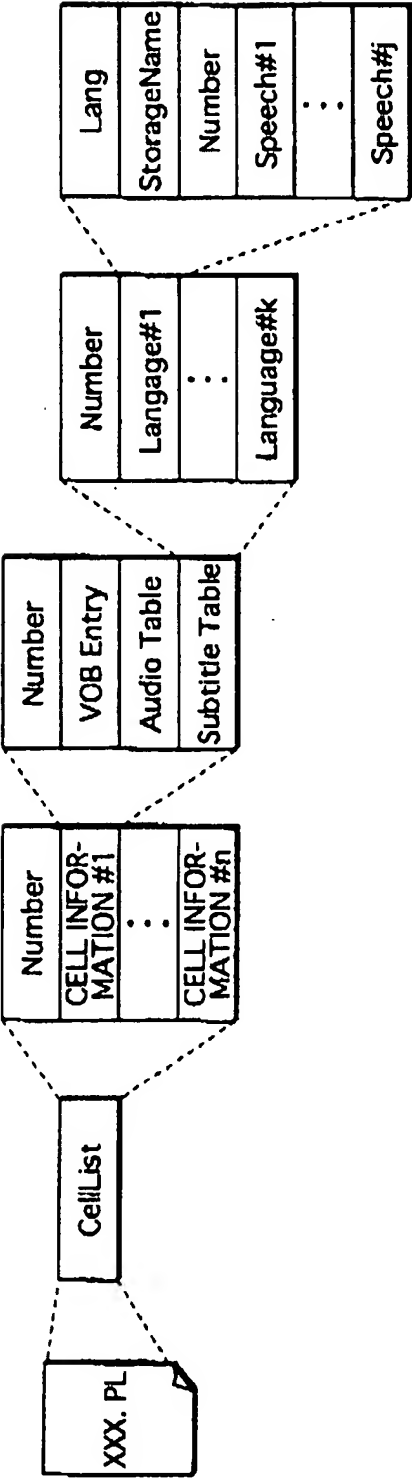 XXX. PL
CellList
Number
CELL INFOR-
MATION #1
⋮
CELL INFOR-
MATION #n
Number
VOB Entry
Audio Table
Subtitle Table
Number
Langage#1
⋮
Language#k
Lang
StorageName
Number
Speech#1
⋮
Speech#j